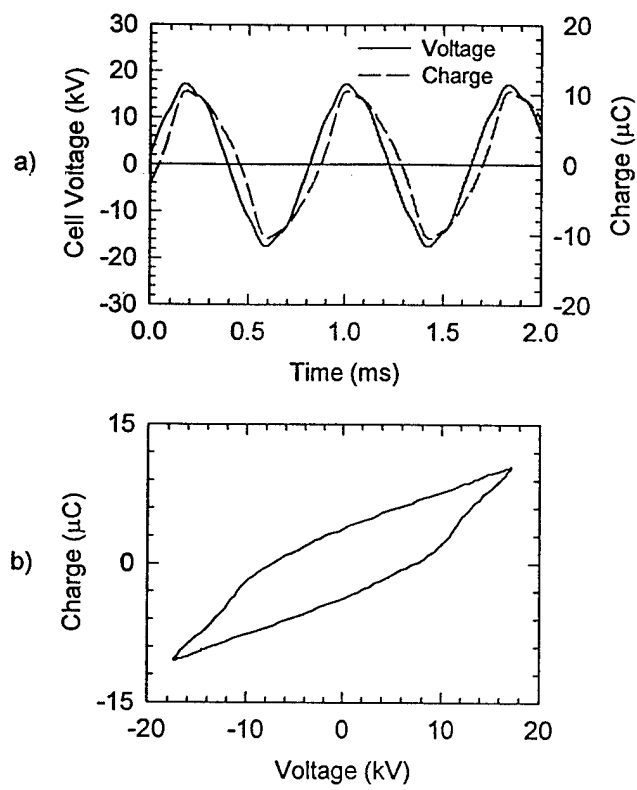 a)
Cell Voltage (kV)
30
20
10
0
-10
-20
-30
Voltage
Charge
20
10
0
-10
-20
Charge (μC)
0.0 0.5 1.0 1.5 2.0
Time (ms)
b)
Charge (μC)
15
0
-15
-20 -10 0 10 20
Voltage (kV)